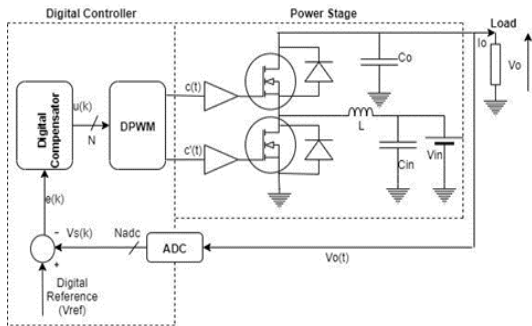 Digital Controller
Power Stage
Load
Io
Vo
Co
c(t)
u(k)
N
Digital
Compensator
DPWM
L
c'(t)
Cin
Vin
e(k)
-
Vs(k)
Nadc
ADC
+
Vo(t)
Digital
Reference
(Vref)